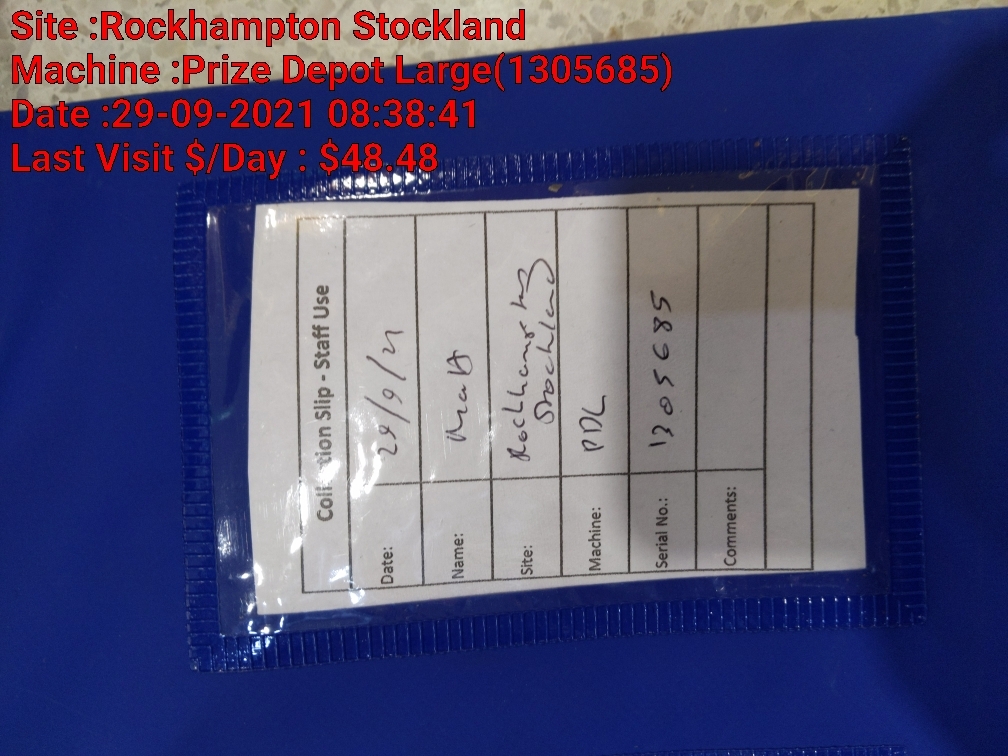 Site :Rockhampton Stockland
Machine :Prize Depot Large(1305685)
Date :29-09-2021 08:38:41
Last Visit $/Day : $48.48
Collection Slip - Staff Use
Date: 29/9/21
Name: Matt
Site: Rockhampton
Stockland
Machine: PDL
Serial No.: 1305685
Comments: